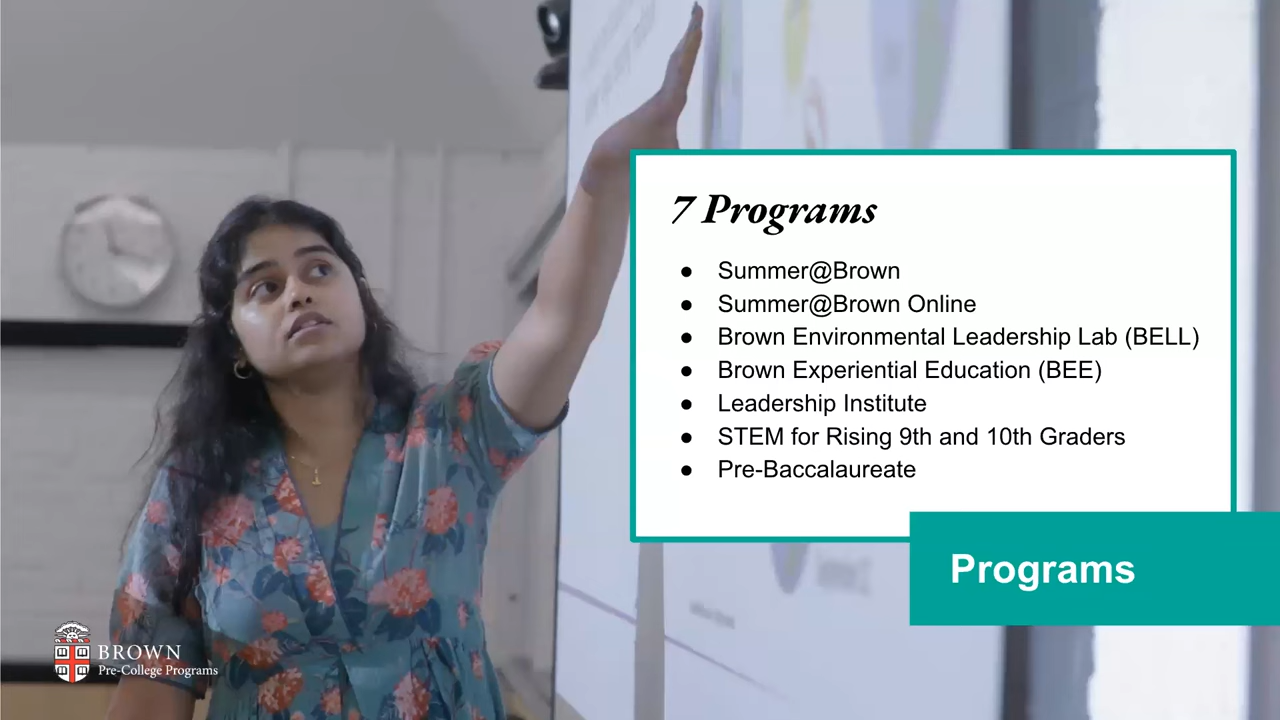 7 Programs
● Summer@Brown
● Summer@Brown Online
● Brown Environmental Leadership Lab (BELL)
● Brown Experiential Education (BEE)
● Leadership Institute
● STEM for Rising 9th and 10th Graders
● Pre-Baccalaureate
Programs
BROWN
Pre-College Programs